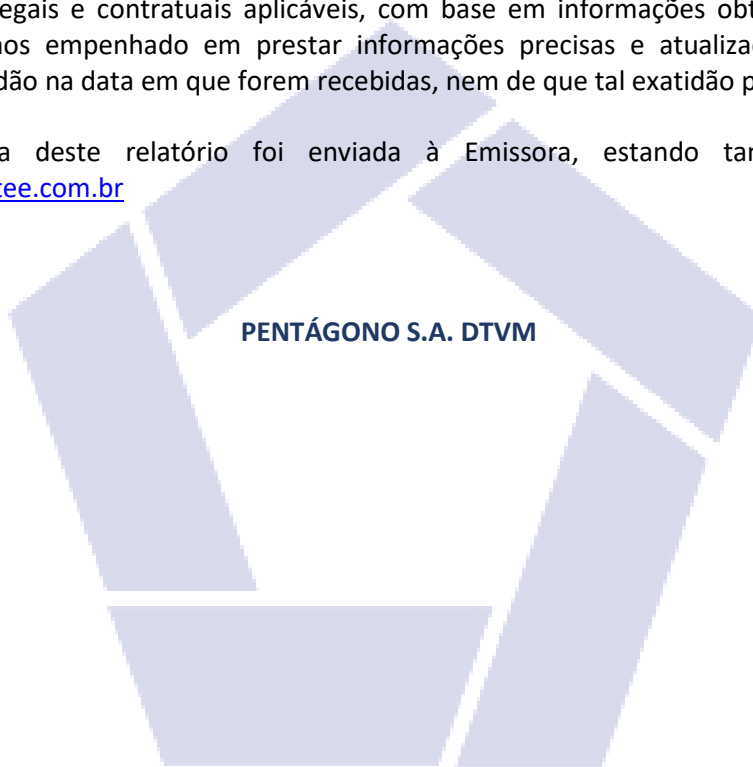 egais e contratuais aplicáveis, com base em informações obt
nos empenhado em prestar informações precisas e atualiza
dão na data em que forem recebidas, nem de que tal exatidão p
a deste relatório foi enviada à Emissora, estando ta
tee.com.br
PENTÁGONO S.A. DTVM